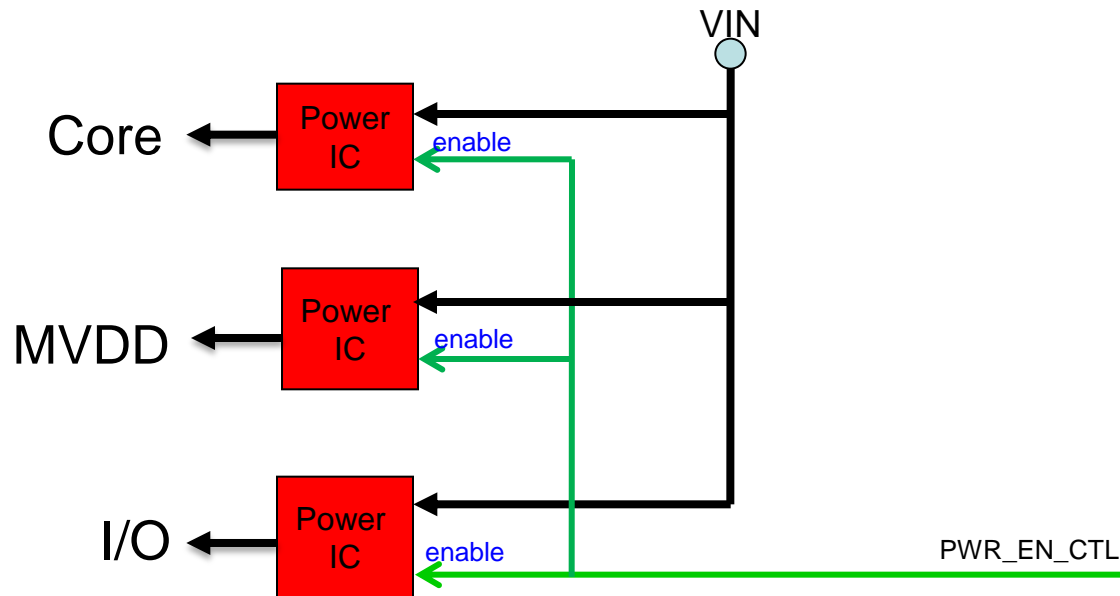 VIN
Core
Power
IC
enable
MVDD
Power
IC
enable
I/O
Power
IC
enable
PWR_EN_CTL